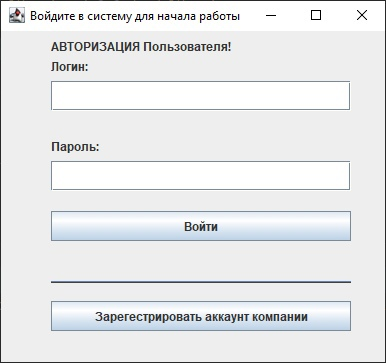 Войдите в систему для начала работы
АВТОРИЗАЦИЯ Пользователя!
Логин:
Пароль:
Войти
Зарегестрировать аккаунт компании